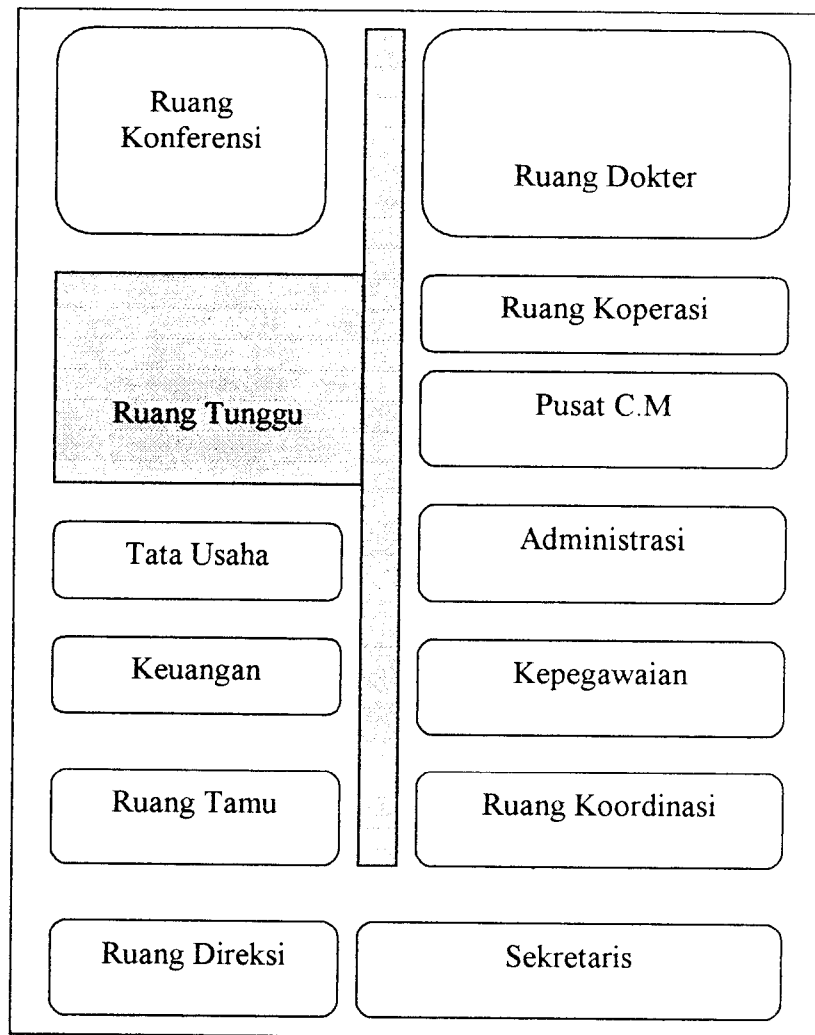 Ruang
Konferensi
Ruang Dokter
Ruang Koperasi
Ruang Tunggu
Pusat C.M
Tata Usaha
Administrasi
Keuangan
Kepegawaian
Ruang Tamu
Ruang Koordinasi
Ruang Direksi
Sekretaris